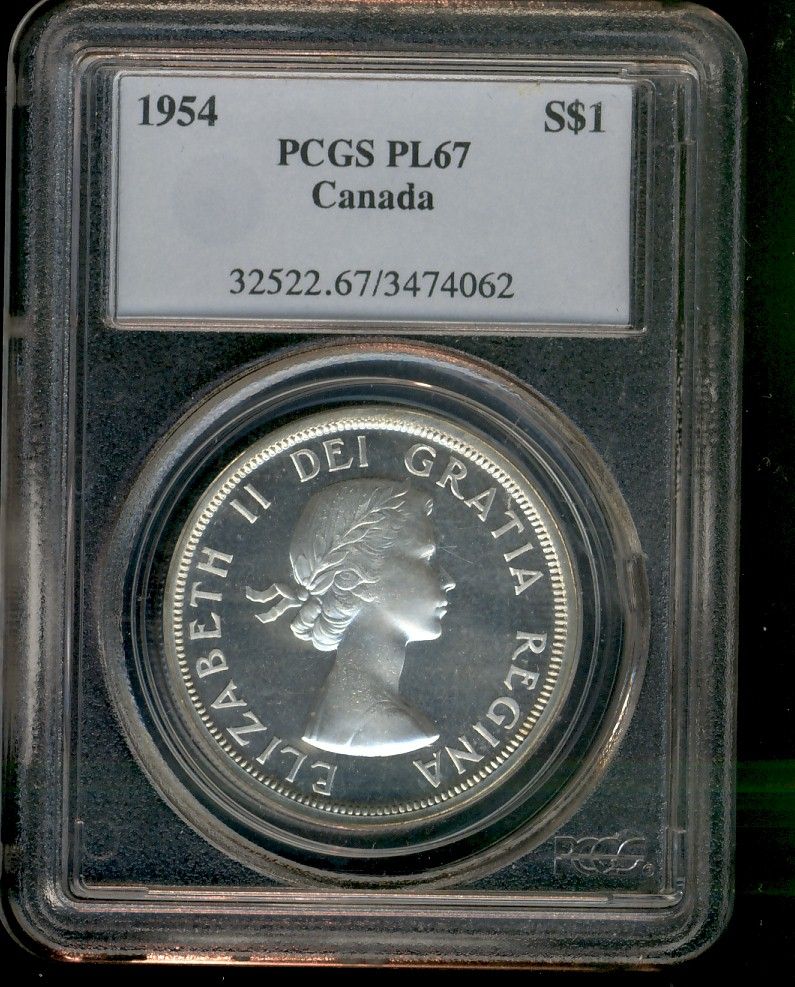 1954 S$1
PCGS PL67
Canada
32522.67/3474062
ELIZABETH II DEI GRATIA REGINA
PCGS®